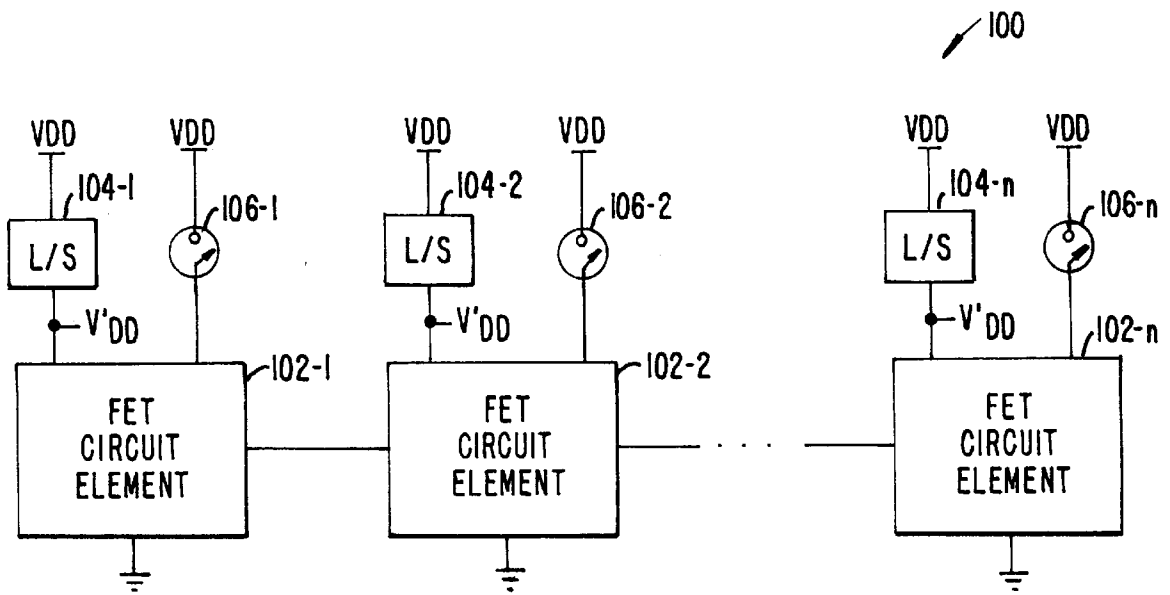 100
VDD VDD VDD VDD VDD VDD
104-1 106-1 104-2 106-2 104-n 106-n
L/S L/S L/S
V'DD V'DD V'DD
102-1 102-2 102-n
FET CIRCUIT ELEMENT
FET CIRCUIT ELEMENT
. . .
FET CIRCUIT ELEMENT